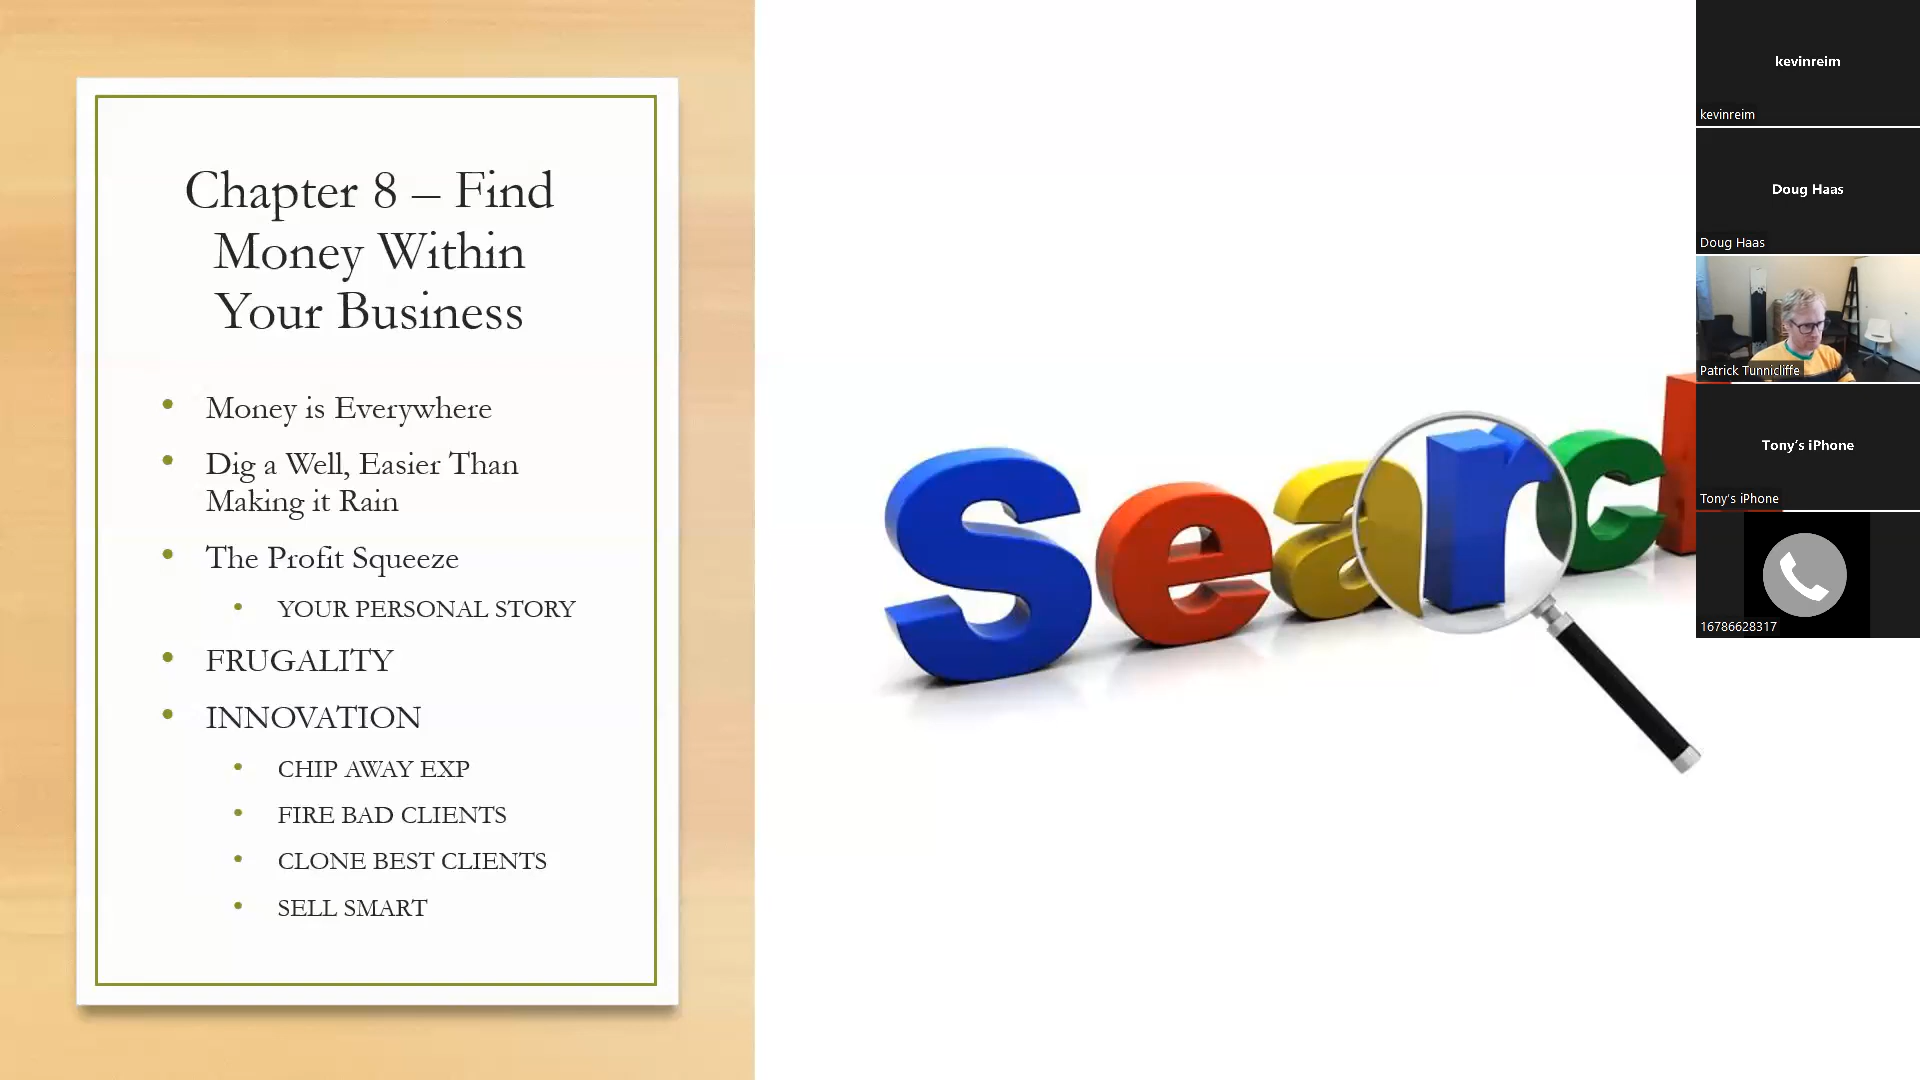 Chapter 8 – Find
Money Within
Your Business
• Money is Everywhere
• Dig a Well, Easier Than
Making it Rain
• The Profit Squeeze
• YOUR PERSONAL STORY
• FRUGALITY
• INNOVATION
• CHIP AWAY EXP
• FIRE BAD CLIENTS
• CLONE BEST CLIENTS
• SELL SMART
Search
kevinreim
kevinreim
Doug Haas
Doug Haas
Patrick Tunnicliffe
Tony’s iPhone
Tony's iPhone
16786628317